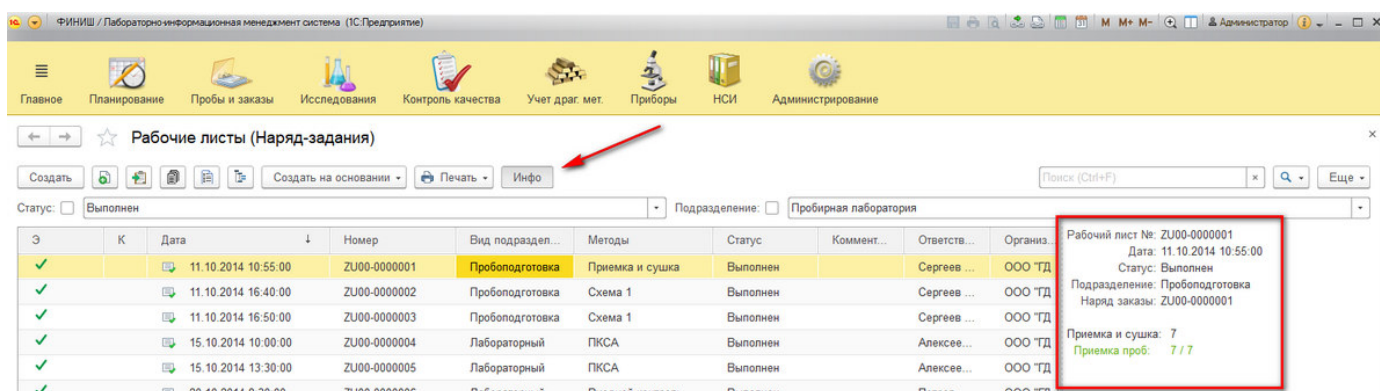 ФИНИШ / Лабораторно-информационная менеджмент система (1С:Предприятие) M M+ M- Администратор
Главное Планирование Пробы и заказы Исследования Контроль качества Учет драг. мет. Приборы НСИ Администрирование
Рабочие листы (Наряд-задания)
Создать Создать на основании Печать Инфо Поиск (Ctrl+F) Еще
Статус: Выполнен Подразделение: Пробирная лаборатория
Э К Дата Номер Вид подраздел... Методы Статус Коммент... Ответств... Организ...
11.10.2014 10:55:00 ZU00-0000001 Пробоподготовка Приемка и сушка Выполнен Сергеев ... ООО "ГД
11.10.2014 16:40:00 ZU00-0000002 Пробоподготовка Схема 1 Выполнен Сергеев ... ООО "ГД
11.10.2014 16:50:00 ZU00-0000003 Пробоподготовка Схема 1 Выполнен Сергеев ... ООО "ГД
15.10.2014 10:00:00 ZU00-0000004 Лабораторный ПКСА Выполнен Алексее... ООО "ГД
15.10.2014 13:30:00 ZU00-0000005 Лабораторный ПКСА Выполнен Алексее... ООО "ГД
Рабочий лист №: ZU00-0000001
Дата: 11.10.2014 10:55:00
Статус: Выполнен
Подразделение: Пробоподготовка
Наряд заказы: ZU00-0000001
Приемка и сушка: 7
Приемка проб: 7 / 7